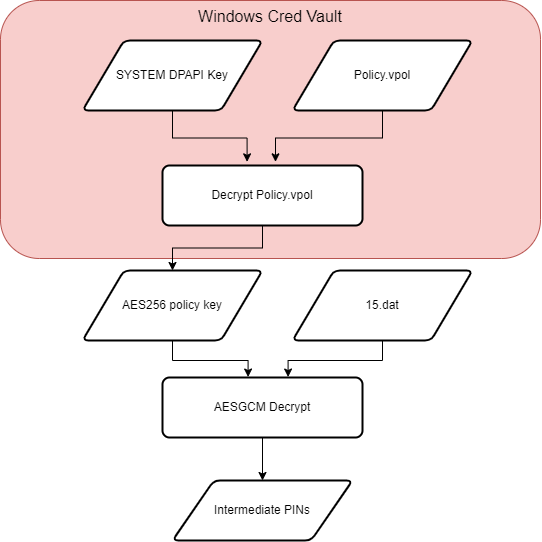 Windows Cred Vault
SYSTEM DPAPI Key
Policy.vpol
Decrypt Policy.vpol
AES256 policy key
15.dat
AESGCM Decrypt
Intermediate PINs